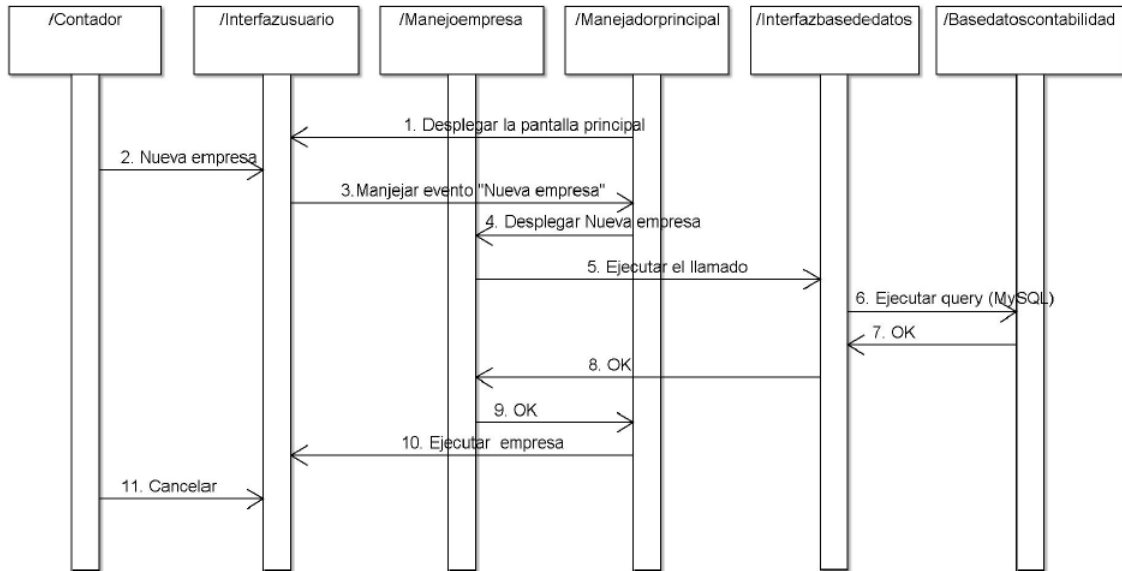 /Contador
/Interfazusuario
/Manejoempresa
/Manejadorprincipal
/Interfazbasededatos
/Basedatoscontabilidad
1. Desplegar la pantalla principal
2. Nueva empresa
3.Manjejar evento "Nueva empresa"
4. Desplegar Nueva empresa
5. Ejecutar el llamado
6. Ejecutar query (MySQL)
7. OK
8. OK
9. OK
10. Ejecutar empresa
11. Cancelar